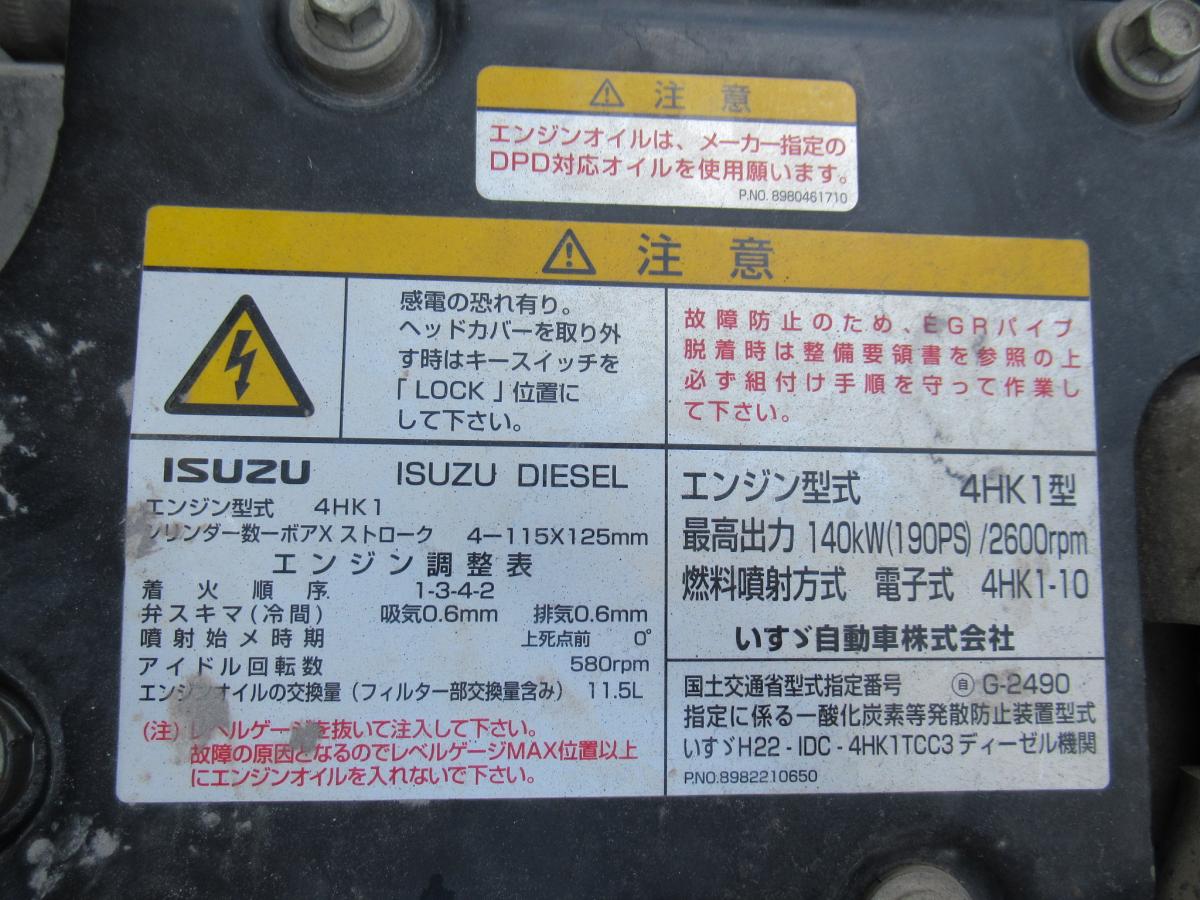 注意
エンジンオイルは、メーカー指定の
DPD対応オイルを使用願います。
P.NO. 8980461710
注意
感電の恐れ有り。
ヘッドカバーを取り外
す時はキースイッチを
「LOCK」位置に
して下さい。
故障防止のため、EGRパイプ
脱着時は整備要領書を参照の上
必ず組付け手順を守って作業し
て下さい。
ISUZU ISUZU DIESEL
エンジン型式 4HK1
シリンダー数ーボアX ストローク 4ー115X125mm
エンジン調整表
着火順序 1-3-4-2
弁スキマ(冷間) 吸気0.6mm 排気0.6mm
噴射始メ時期 上死点前 0°
アイドル回転数 580rpm
エンジンオイルの交換量(フィルター部交換量含み) 11.5L
(注)レベルゲージを抜いて注入して下さい。
故障の原因となるのでレベルゲージMAX位置以上
にエンジンオイルを入れないで下さい。
エンジン型式 4HK1型
最高出力 140kW(190PS)/2600rpm
燃料噴射方式 電子式 4HK1-10
いすゞ自動車株式会社
国土交通省型式指定番号 自 G-2490
指定に係る一酸化炭素等発散防止装置型式
いすゞH22-IDC-4HK1TCC3ディーゼル機関
P.NO.8982210650